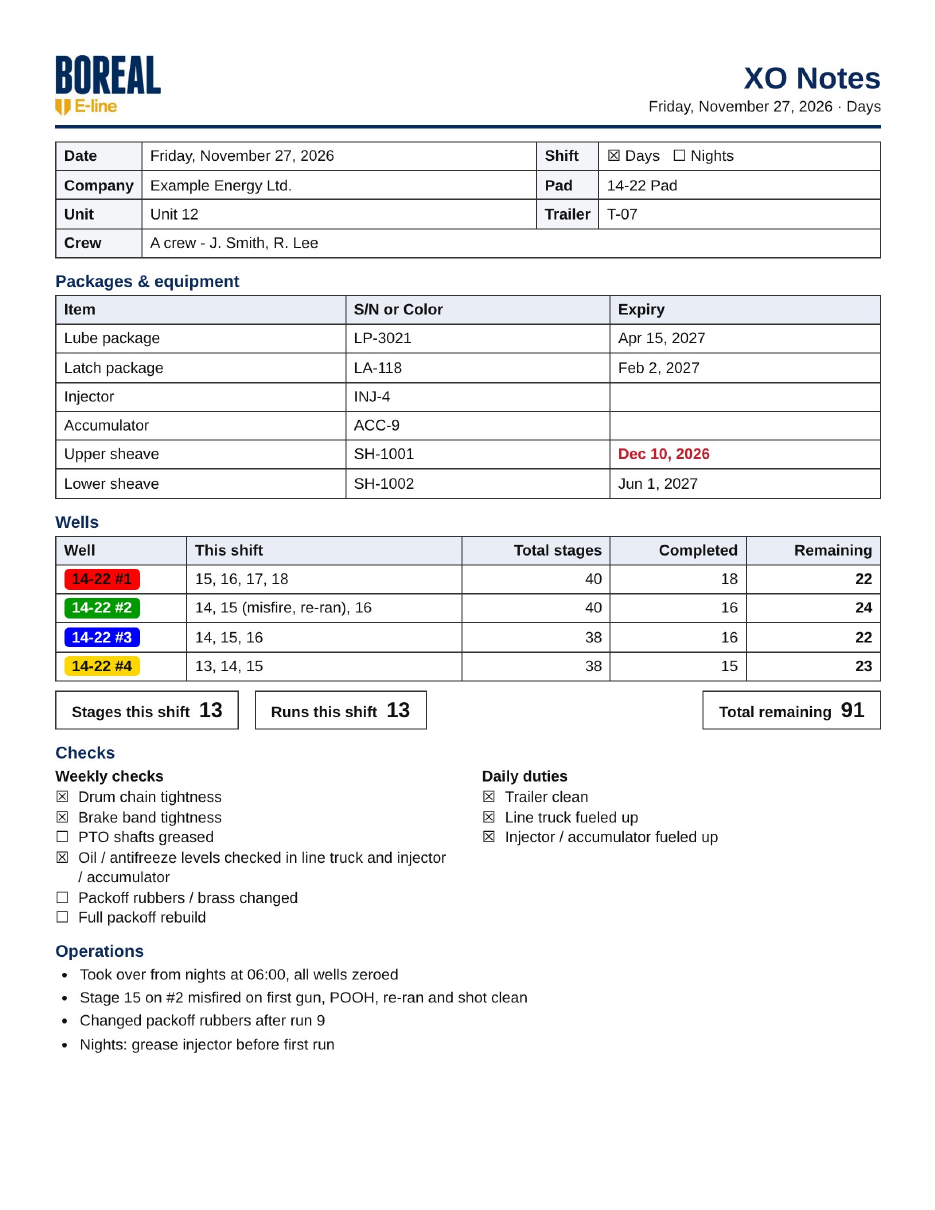 BOREAL
E-line
XO Notes
Friday, November 27, 2026 · Days
Date Friday, November 27, 2026 Shift ☒ Days ☐ Nights
Company Example Energy Ltd. Pad 14-22 Pad
Unit Unit 12 Trailer T-07
Crew A crew - J. Smith, R. Lee
Packages & equipment
Item S/N or Color Expiry
Lube package LP-3021 Apr 15, 2027
Latch package LA-118 Feb 2, 2027
Injector INJ-4
Accumulator ACC-9
Upper sheave SH-1001 Dec 10, 2026
Lower sheave SH-1002 Jun 1, 2027
Wells
Well This shift Total stages Completed Remaining
14-22 #1 15, 16, 17, 18 40 18 22
14-22 #2 14, 15 (misfire, re-ran), 16 40 16 24
14-22 #3 14, 15, 16 38 16 22
14-22 #4 13, 14, 15 38 15 23
Stages this shift 13 Runs this shift 13 Total remaining 91
Checks
Weekly checks
☒ Drum chain tightness
☒ Brake band tightness
☐ PTO shafts greased
☒ Oil / antifreeze levels checked in line truck and injector
/ accumulator
☐ Packoff rubbers / brass changed
☐ Full packoff rebuild
Daily duties
☒ Trailer clean
☒ Line truck fueled up
☒ Injector / accumulator fueled up
Operations
• Took over from nights at 06:00, all wells zeroed
• Stage 15 on #2 misfired on first gun, POOH, re-ran and shot clean
• Changed packoff rubbers after run 9
• Nights: grease injector before first run